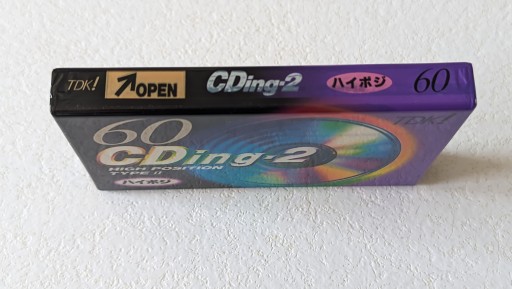 TDK! OPEN CDing·2 ハイポジ 60
60
TDK!
CDing·2
HIGH POSITION
TYPE II
ハイポジ